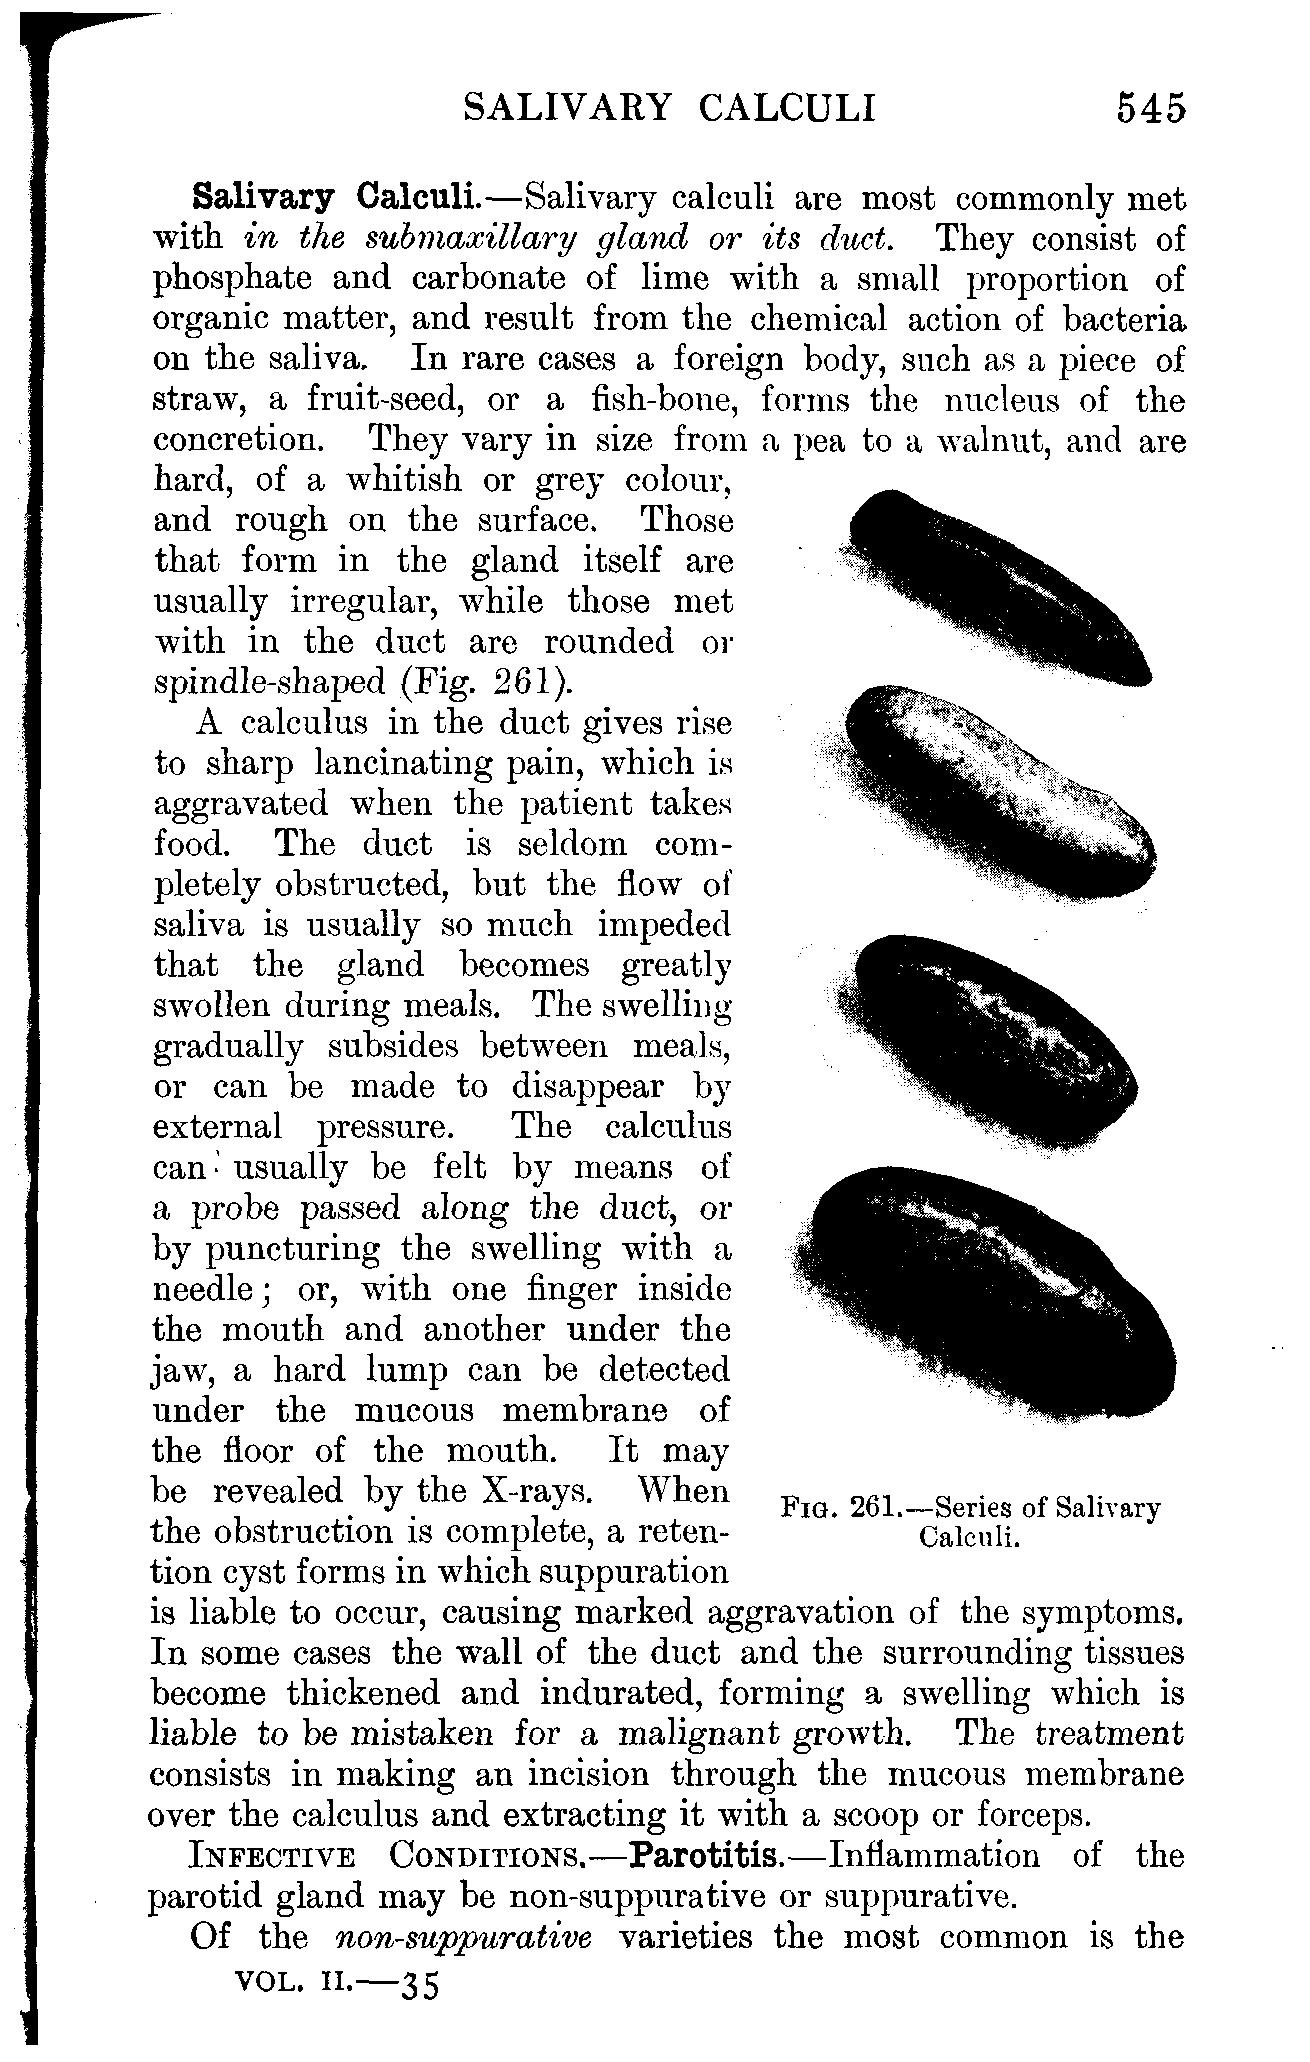 SALIVARY CALCULI 545
Salivary Calculi.—Salivary calculi are most commonly met
with in the submaxillary gland or its duct. They consist of
phosphate and carbonate of lime with a small proportion of
organic matter, and result from the chemical action of bacteria
on the saliva. In rare cases a foreign body, such as a piece of
straw, a fruit-seed, or a fish-bone, forms the nucleus of the
concretion. They vary in size from a pea to a walnut, and are
hard, of a whitish or grey colour,
and rough on the surface. Those
that form in the gland itself are
usually irregular, while those met
with in the duct are rounded or
spindle-shaped (Fig. 261).
A calculus in the duct gives rise
to sharp lancinating pain, which is
aggravated when the patient takes
food. The duct is seldom com-
pletely obstructed, but the flow of
saliva is usually so much impeded
that the gland becomes greatly
swollen during meals. The swelling
gradually subsides between meals,
or can be made to disappear by
external pressure. The calculus
can usually be felt by means of
a probe passed along the duct, or
by puncturing the swelling with a
needle; or, with one finger inside
the mouth and another under the
jaw, a hard lump can be detected
under the mucous membrane of
the floor of the mouth. It may
be revealed by the X-rays. When
the obstruction is complete, a reten-
tion cyst forms in which suppuration
FIG. 261.—Series of Salivary
Calculi.
is liable to occur, causing marked aggravation of the symptoms.
In some cases the wall of the duct and the surrounding tissues
become thickened and indurated, forming a swelling which is
liable to be mistaken for a malignant growth. The treatment
consists in making an incision through the mucous membrane
over the calculus and extracting it with a scoop or forceps.
INFECTIVE CONDITIONS.—Parotitis.—Inflammation of the
parotid gland may be non-suppurative or suppurative.
Of the non-suppurative varieties the most common is the
VOL. II.—35